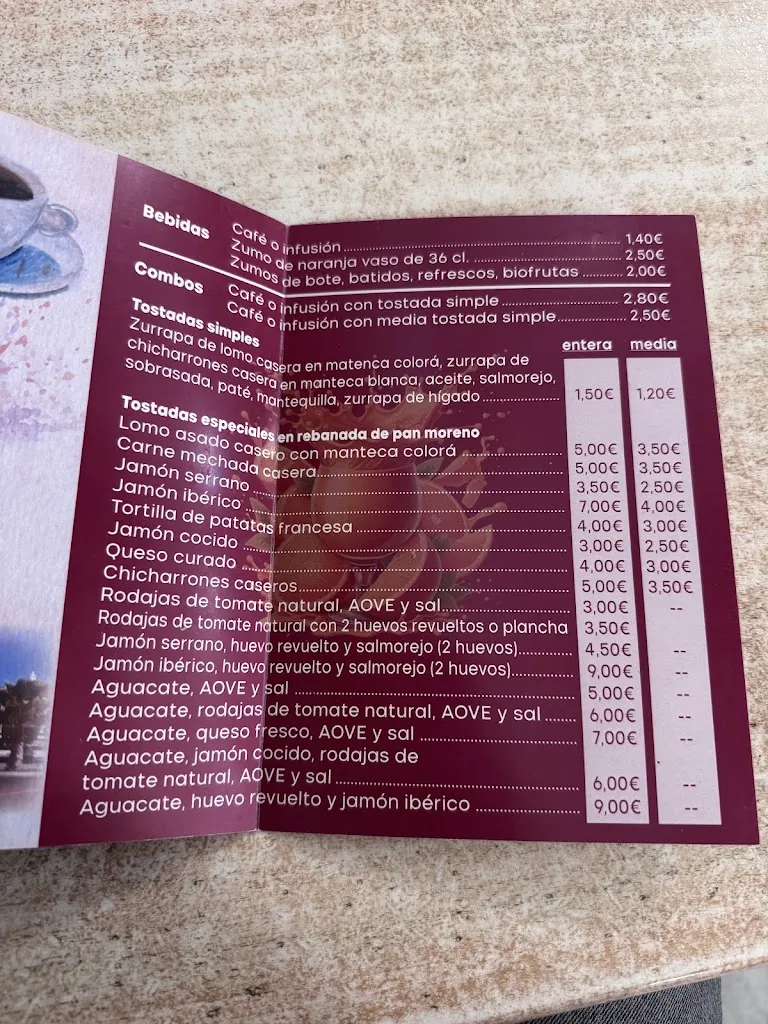 Bebidas
Café o infusión 1,40€
Zumo de naranja vaso de 36 cl. 2,50€
Zumos de bote, batidos, refrescos, biofrutas 2,00€
Combos
Café o infusión con tostada simple 2,80€
Café o infusión con media tostada simple 2,50€
Tostadas simples entera media
Zurrapa de lomo casera en matenca colorá, zurrapa de
chicharrones casera en manteca blanca, aceite, salmorejo,
sobrasada, paté, mantequilla, zurrapa de hígado 1,50€ 1,20€
Tostadas especiales en rebanada de pan moreno
Lomo asado casero con manteca colorá 5,00€ 3,50€
Carne mechada casera 5,00€ 3,50€
Jamón serrano 3,50€ 2,50€
Jamón ibérico 7,00€ 4,00€
Tortilla de patatas francesa 4,00€ 3,00€
Jamón cocido 3,00€ 2,50€
Queso curado 4,00€ 3,00€
Chicharrones caseros 5,00€ 3,50€
Rodajas de tomate natural, AOVE y sal 3,00€ --
Rodajas de tomate natural con 2 huevos revueltos o plancha 3,50€
Jamón serrano, huevo revuelto y salmorejo (2 huevos) 4,50€ --
Jamón ibérico, huevo revuelto y salmorejo (2 huevos) 9,00€ --
Aguacate, AOVE y sal 5,00€ --
Aguacate, rodajas de tomate natural, AOVE y sal 6,00€ --
Aguacate, queso fresco, AOVE y sal 7,00€ --
Aguacate, jamón cocido, rodajas de
tomate natural, AOVE y sal 6,00€ --
Aguacate, huevo revuelto y jamón ibérico 9,00€ --